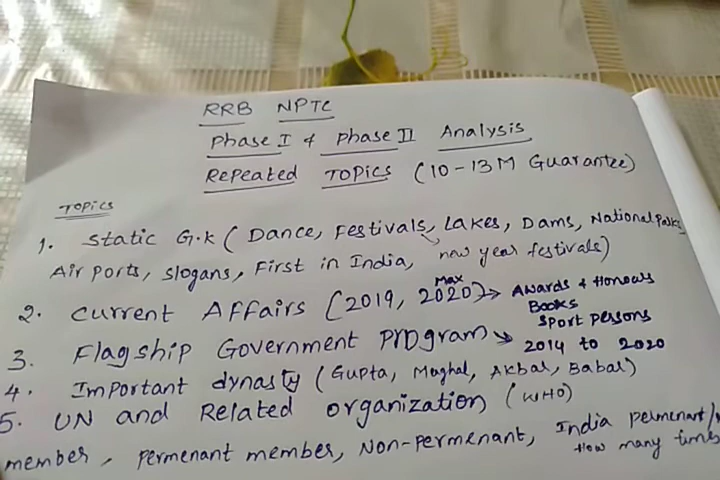 RRB NPTC
Phase I & Phase II Analysis
Repeated Topics (10-13M Guarantee)
Topics
1. Static G.K ( Dance, Festivals, Lakes, Dams, National Parks
Air Ports, slogans, First in India, new year festivals)
2. Current Affairs (2019, 2020) Max → Awards & Honours
Books
Sport persons
3. Flagship Government program → 2014 to 2020
4. Important dynasty (Gupta, Moghal, Akbar, Babar)
5. UN and Related organization (WHO)
member, permenant member, Non-permenant, India permenant/
How many times